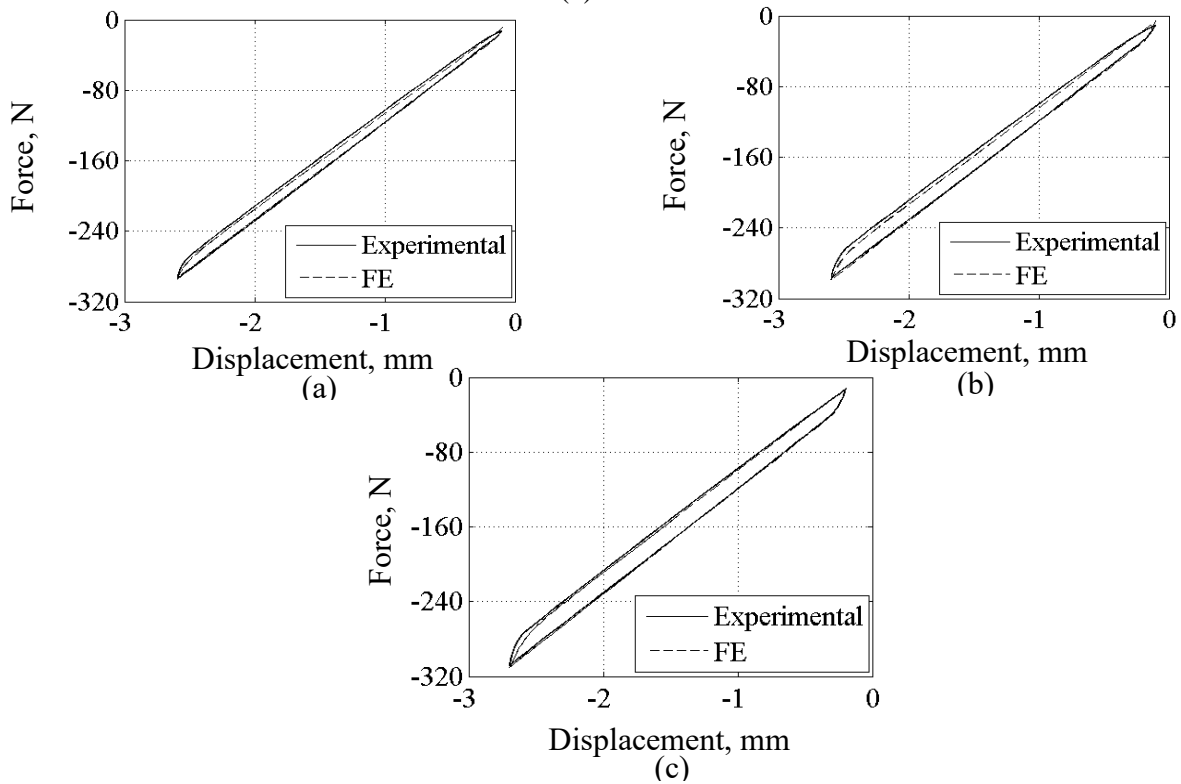 0
-80
-160
-240
-320
Force, N
Experimental
FE
-3
-2
-1
0
Displacement, mm
(a)
0
-80
-160
-240
-320
Force, N
Experimental
FE
-3
-2
-1
0
Displacement, mm
(b)
0
-80
-160
-240
-320
Force, N
Experimental
FE
-3
-2
-1
0
Displacement, mm
(c)